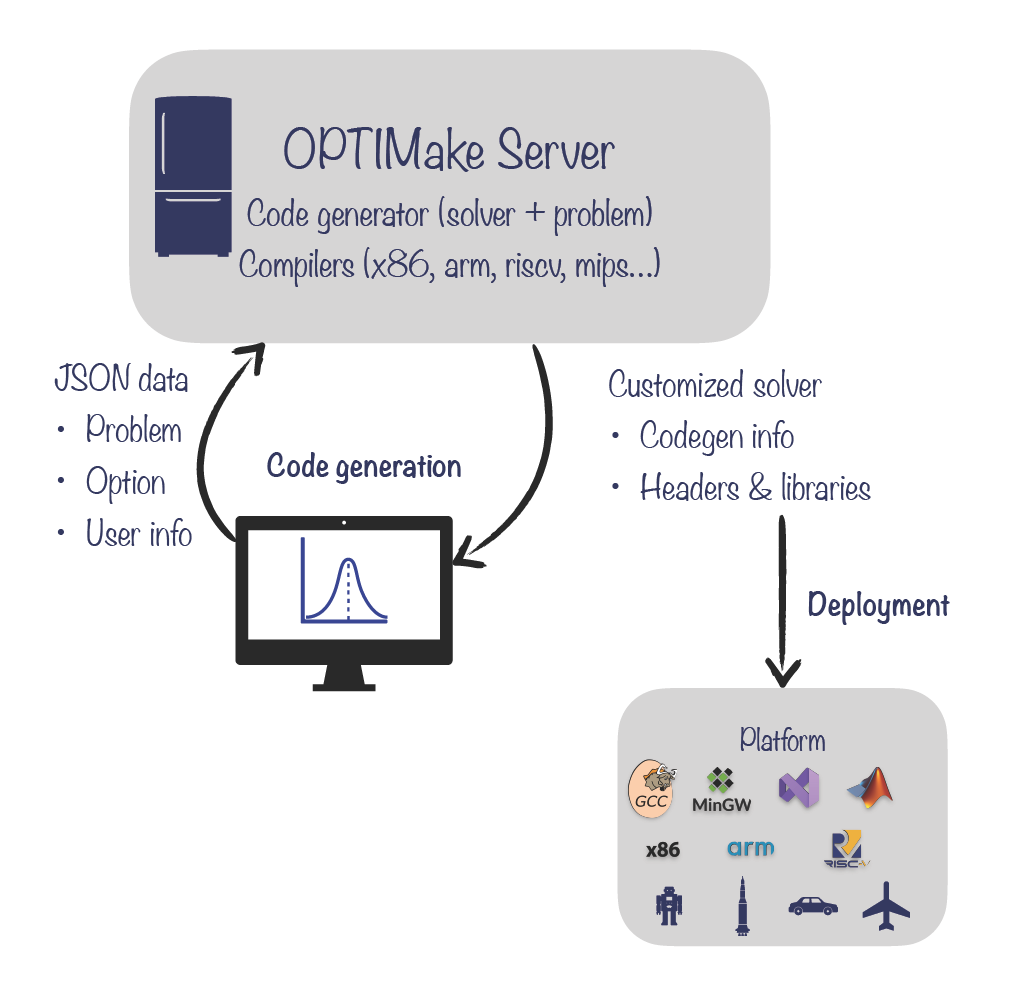 OPTIMake Server
Code generator (solver + problem)
Compilers (x86, arm, riscv, mips...)
JSON data
• Problem
• Option
• User info
Code generation
Customized solver
• Codegen info
• Headers & libraries
Deployment
Platform
GCC
MinGW
x86
arm
RISC-V